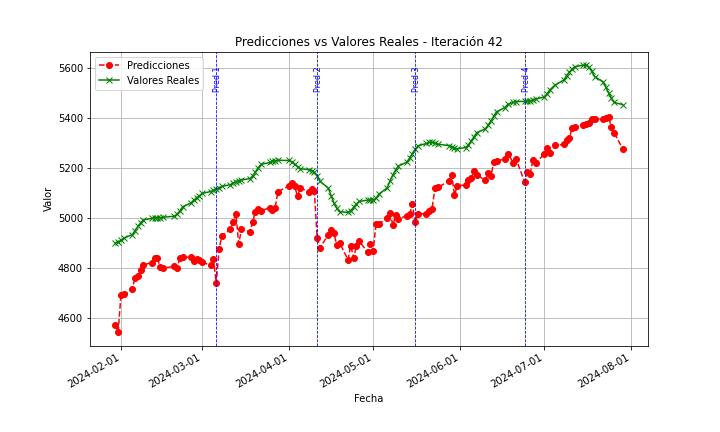 Predicciones vs Valores Reales - Iteración 42
Predicciones
Valores Reales
Pred 1
Pred 2
Pred 3
Pred 4
Valor
5600
5400
5200
5000
4800
4600
2024-02-01
2024-03-01
2024-04-01
2024-05-01
2024-06-01
2024-07-01
2024-08-01
Fecha